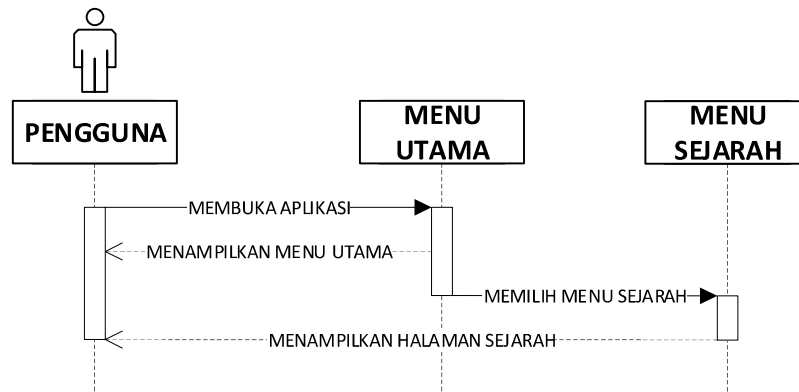 PENGGUNA
MENU
UTAMA
MENU
SEJARAH
MEMBUKA APLIKASI
MENAMPILKAN MENU UTAMA
MEMILIH MENU SEJARAH
MENAMPILKAN HALAMAN SEJARAH